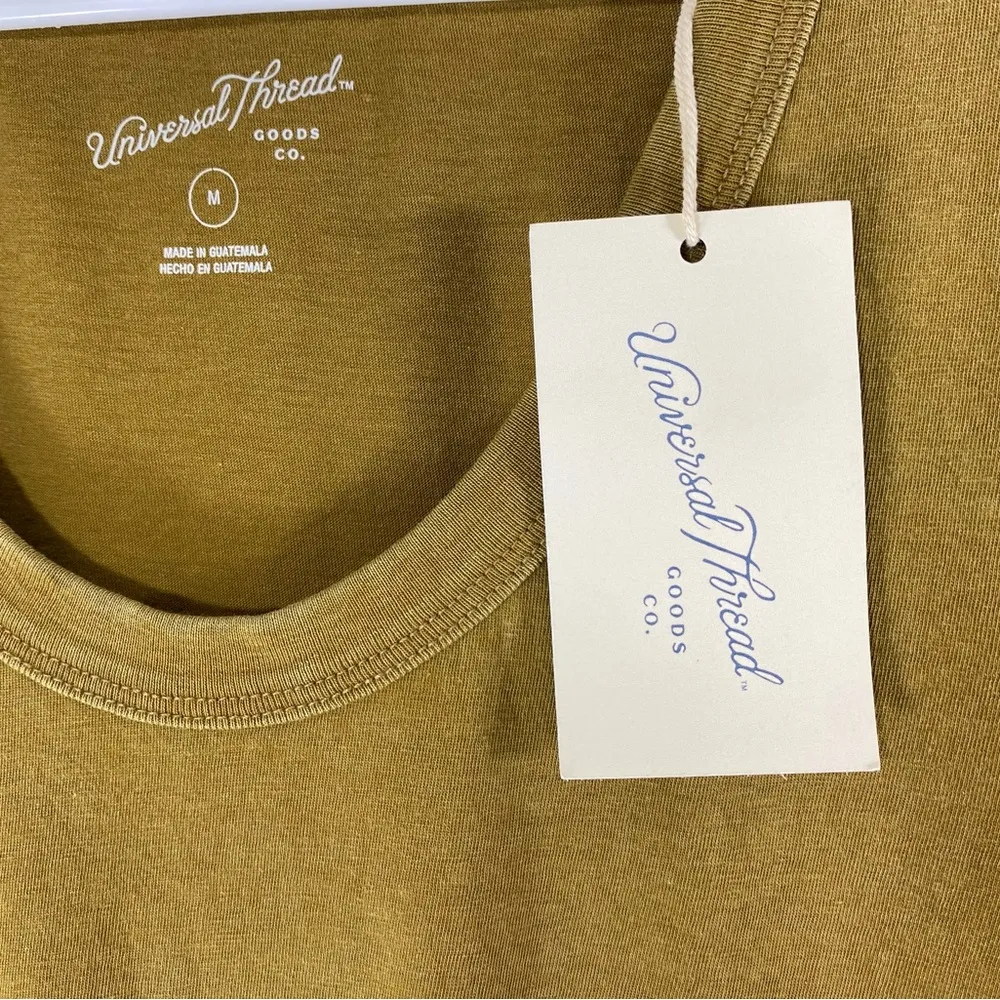 Universal Thread™
GOODS
CO.
M
MADE IN GUATEMALA
HECHO EN GUATEMALA
Universal Thread™
GOODS
CO.